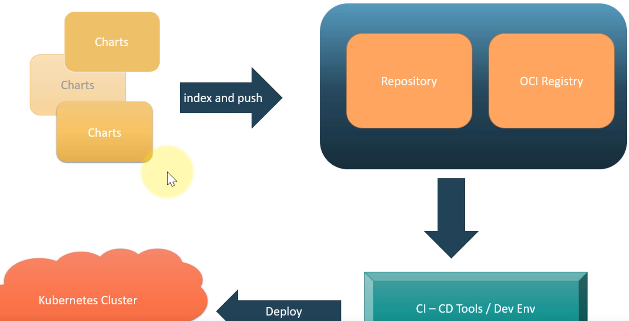 Charts
Charts
Charts
index and push
Repository
OCI Registry
CI – CD Tools / Dev Env
Deploy
Kubernetes Cluster